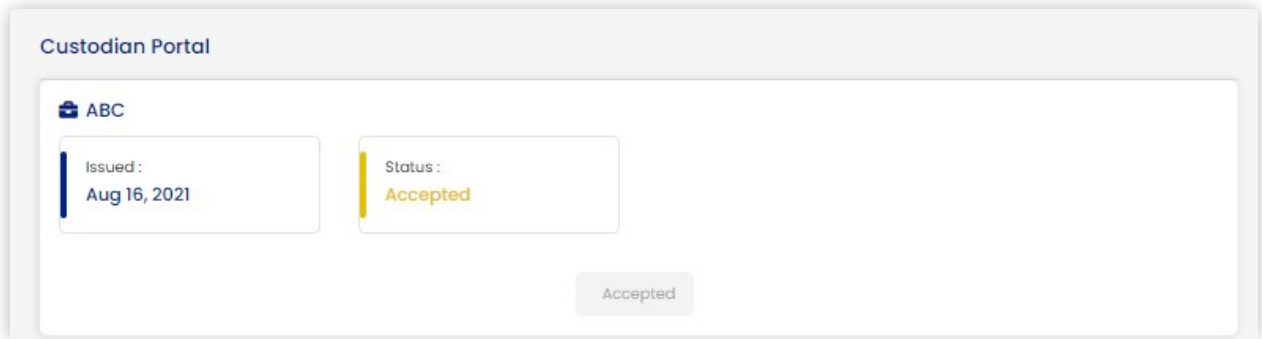 Custodian Portal
ABC
Issued :
Aug 16, 2021
Status :
Accepted
Accepted